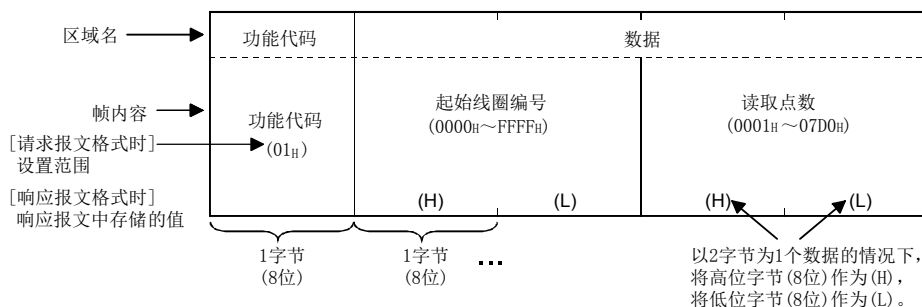 区域名
功能代码
数据
帧内容
功能代码
(01H)
起始线圈编号
(0000H～FFFFH)
读取点数
(0001H～07D0H)
[请求报文格式时]
设置范围
[响应报文格式时]
响应报文中存储的值
(H)
(L)
(H)
(L)
1字节
(8位)
1字节
(8位)
...
以2字节为1个数据的情况下，
将高位字节(8位)作为(H)，
将低位字节(8位)作为(L)。